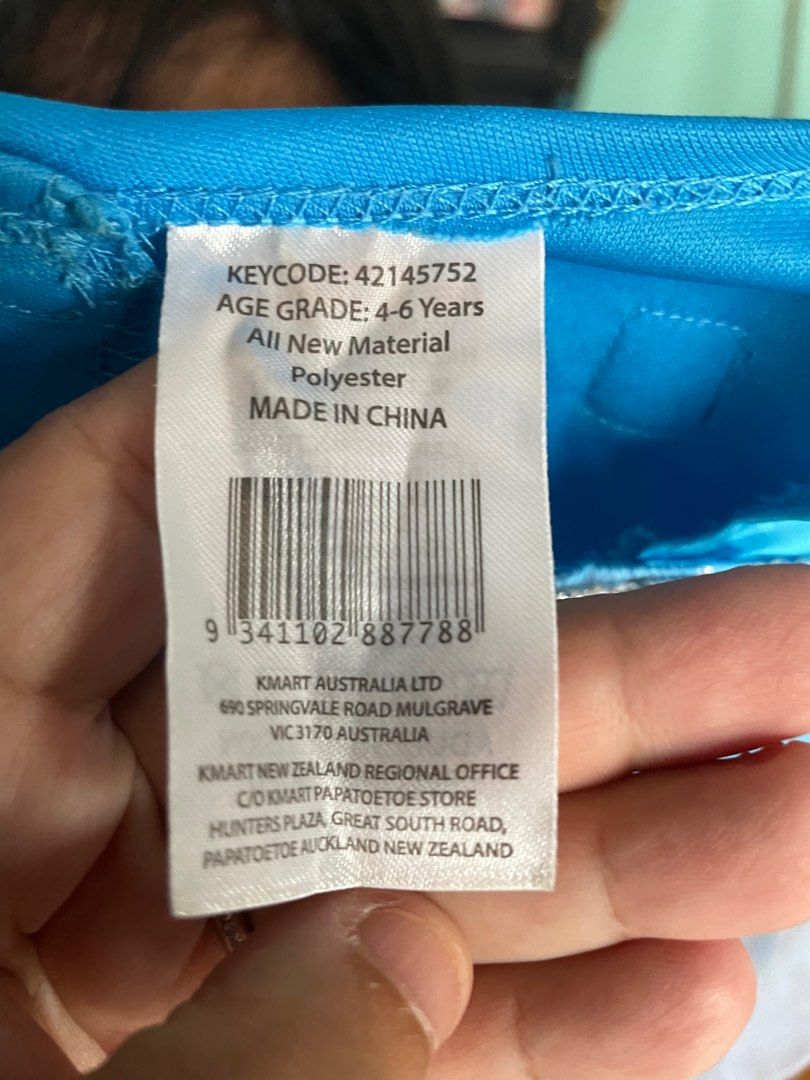 KEYCODE: 42145752
AGE GRADE: 4-6 Years
All New Material
Polyester
MADE IN CHINA
9 341102 887788
KMART AUSTRALIA LTD
690 SPRINGVALE ROAD MULGRAVE
VIC 3170 AUSTRALIA
KMART NEW ZEALAND REGIONAL OFFICE
C/O KMART PAPATOETOE STORE
HUNTERS PLAZA, GREAT SOUTH ROAD,
PAPATOETOE AUCKLAND NEW ZEALAND